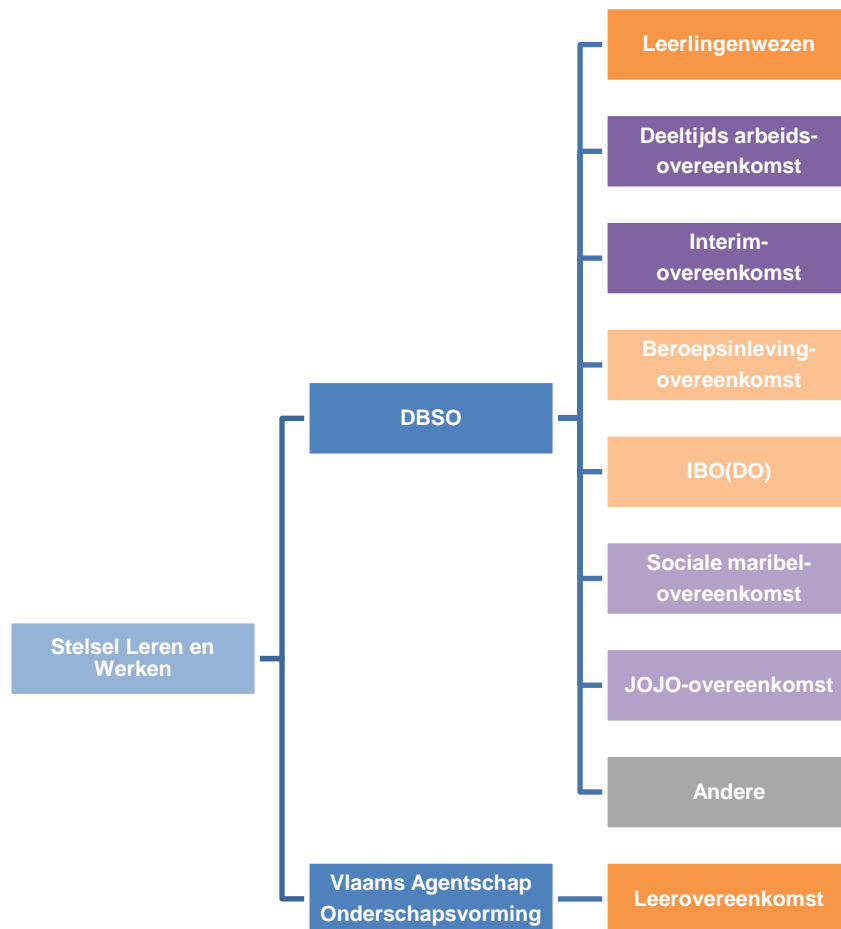 Leerlingenwezen
Deeltijds arbeids-
overeenkomst
Interim-
overeenkomst
Beroepsinleving-
overeenkomst
DBSO
IBO(DO)
Sociale maribel-
overeenkomst
Stelsel Leren en
Werken
JOJO-overeenkomst
Andere
Vlaams Agentschap
Onderschapsvorming
Leerovereenkomst